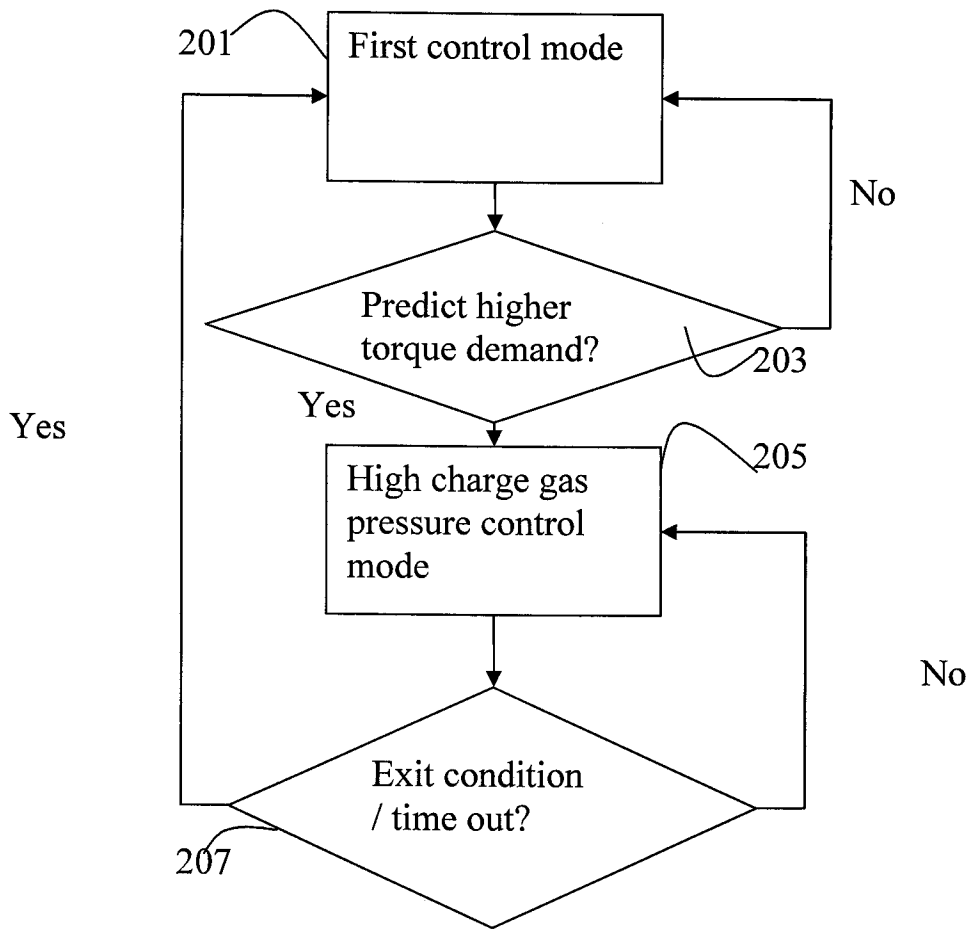 201
First control mode
No
Predict higher
torque demand?
203
Yes
Yes
205
High charge gas
pressure control
mode
No
Exit condition
/ time out?
207